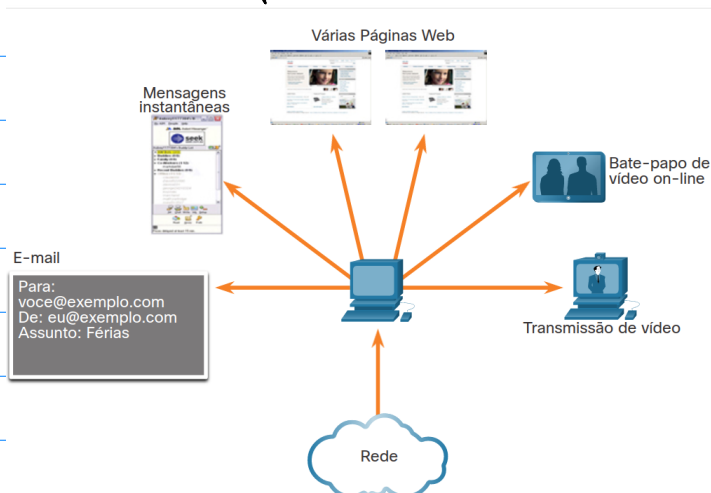 Várias Páginas Web
Mensagens
instantâneas
seek
Bate-papo de
vídeo on-line
E-mail
Para:
voce@exemplo.com
De: eu@exemplo.com
Assunto: Férias
Transmissão de vídeo
Rede